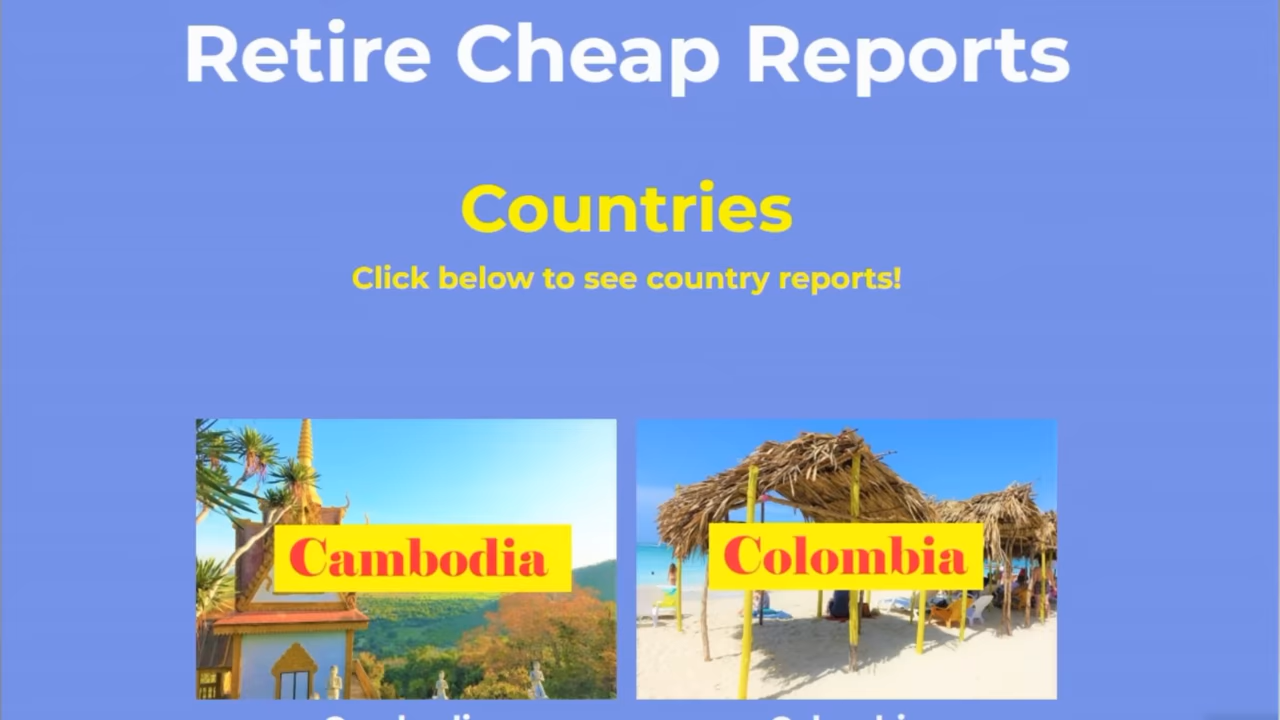 Retire Cheap Reports
Countries
Click below to see country reports!
Cambodia
Colombia